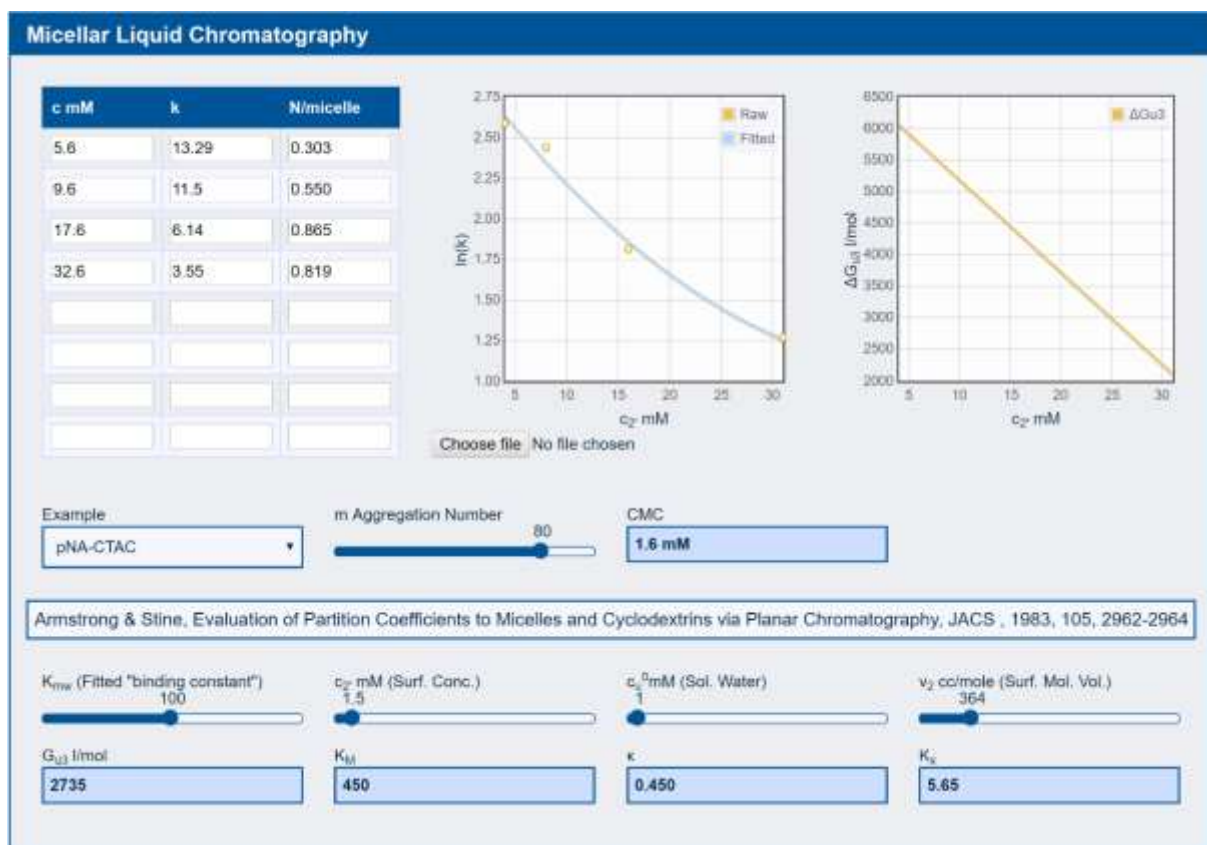 Micellar Liquid Chromatography
c mM k N/micelle
5.6 13.29 0.303
9.6 11.5 0.550
17.6 6.14 0.865
32.6 3.55 0.819
2.75
2.50
2.25
2.00
1.75
1.50
1.25
1.00
ln(k)
Raw
Fitted
5 10 15 20 25 30
c₂, mM
6500
6000
5500
5000
4500
4000
3500
3000
2500
2000
ΔGu3 l/mol
ΔGu3
5 10 15 20 25 30
c₂, mM
Choose file No file chosen
Example m Aggregation Number CMC
pNA-CTAC 80 1.6 mM
Armstrong & Stine, Evaluation of Partition Coefficients to Micelles and Cyclodextrins via Planar Chromatography, JACS , 1983, 105, 2962-2964
Kmw (Fitted "binding constant") c₂, mM (Surf. Conc.) mM (Sol. Water) v₂ cc/mole (Surf. Mol. Vol.)
100 1.5 1 364
Gu3 l/mol KM κ
2735 450 0.450 5.65